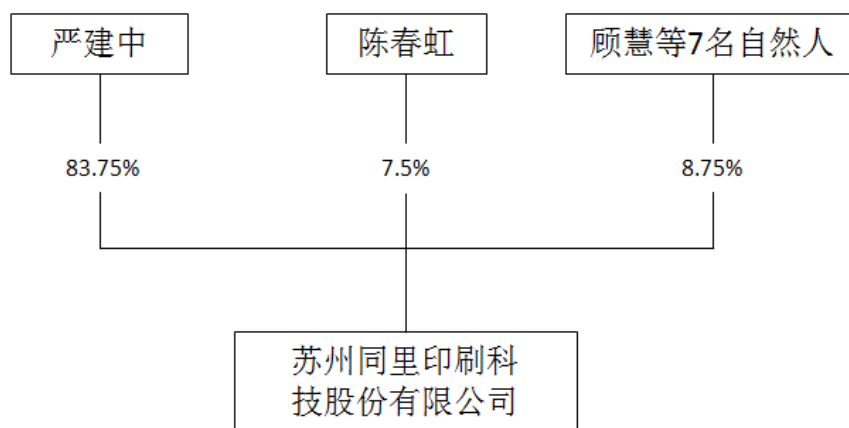 严建中
陈春虹
顾慧等7名自然人
83.75%
7.5%
8.75%
苏州同里印刷科
技股份有限公司